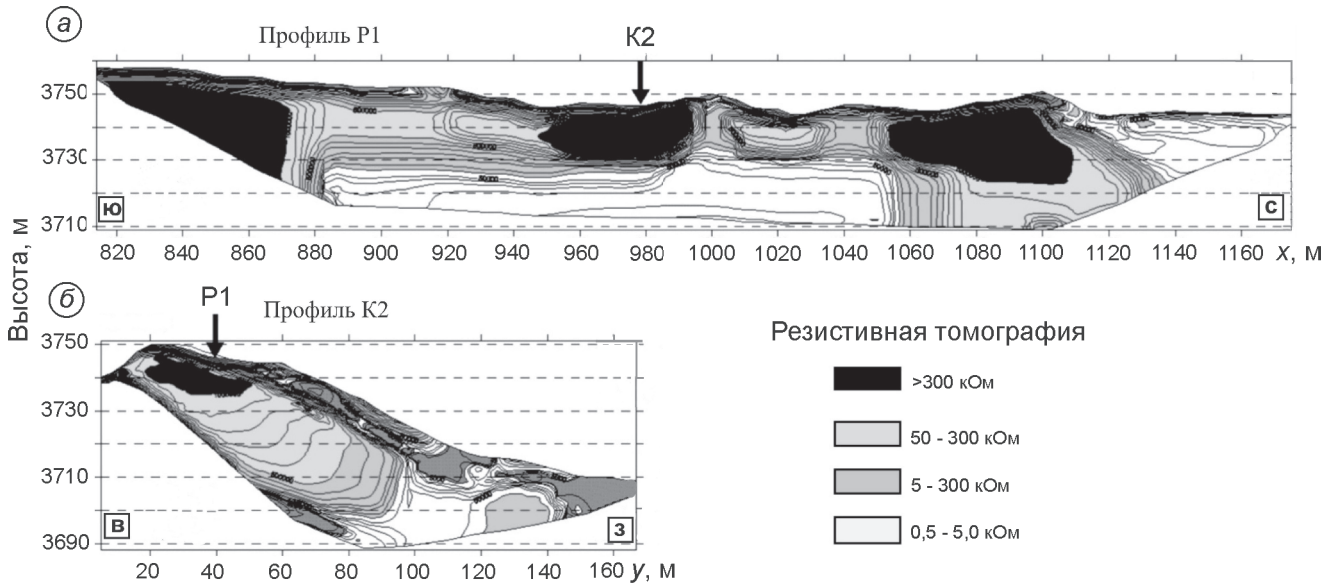 а
Профиль P1
К2
3750
3730
3710
ю
с
820 840 860 880 900 920 940 960 980 1000 1020 1040 1060 1080 1100 1120 1140 1160 x, м
Высота, м
б
P1
Профиль К2
3750
3730
3710
3690
в
з
20 40 60 80 100 120 140 160 y, м
Резистивная томография
>300 кОм
50 - 300 кОм
5 - 300 кОм
0,5 - 5,0 кОм